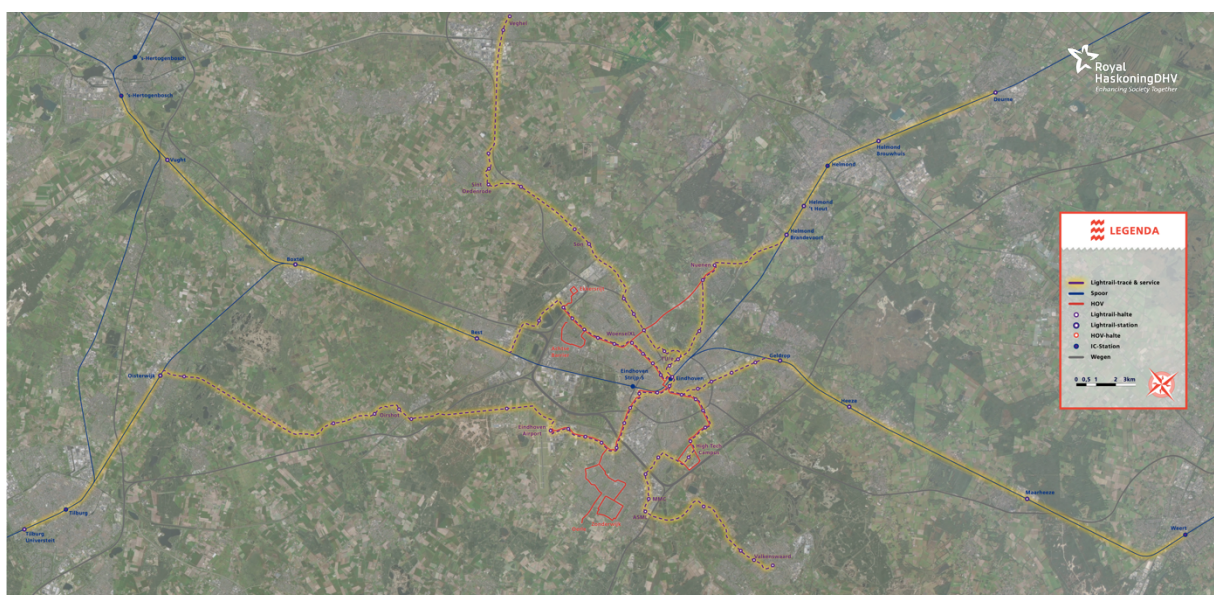 Veghel
's-Hertogenbosch
's-Hertogenbosch
Royal
HaskoningDHV
Enhancing Society Together
Deurne
Vught
Helmond
Brouwhuis
Helmond
Sint
Oedenrode
Helmond
't Hout
LEGENDA
Helmond
Brandevoort
Son
Nuenen
Boxtel
Lightrail-tracé & service
Spoor
HOV
Lightrail-halte
Lightrail-station
HOV-halte
IC-Station
Wegen
0 0,5 1 2 3km
Best
Woensel
Geldrop
Eindhoven
Strijp-S
Eindhoven
Oisterwijk
Heeze
Oirschot
Eindhoven
Airport
High Tech
Campus
MMC
Maarheeze
ASML
Tilburg
Tilburg
Universiteit
Weert
Valkenswaard